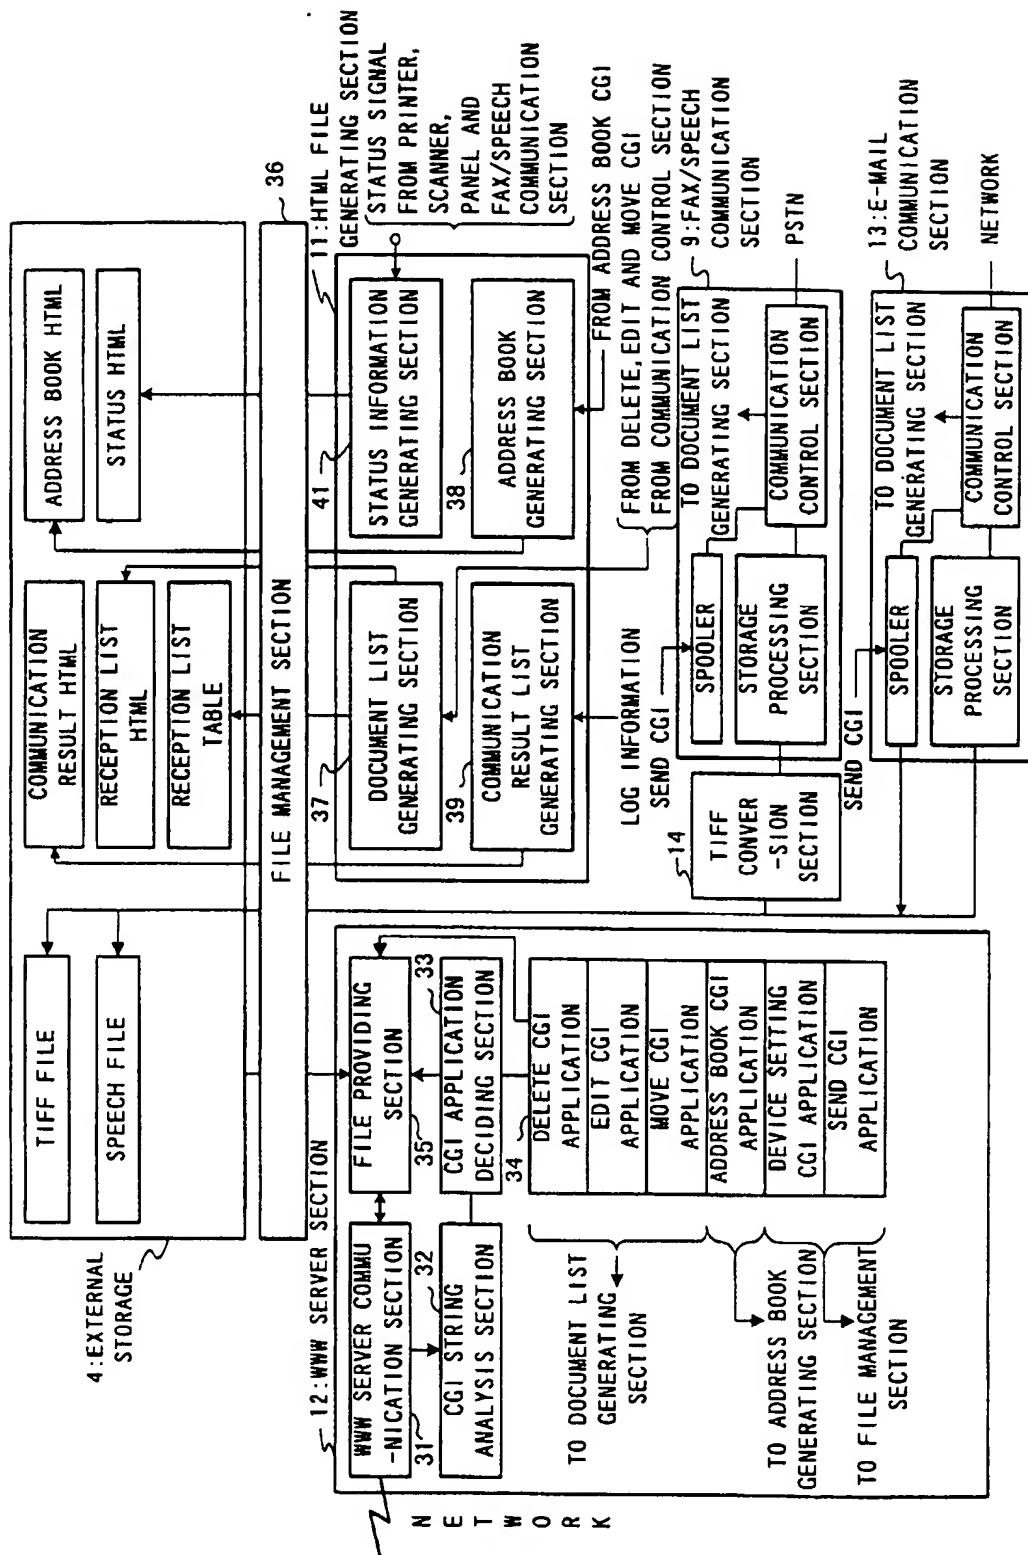 4:EXTERNAL
STORAGE
TIFF FILE
SPEECH FILE
COMMUNICATION
RESULT HTML
RECEPTION LIST
HTML
RECEPTION LIST
TABLE
ADDRESS BOOK HTML
STATUS HTML
FILE MANAGEMENT SECTION
36
12:WWW SERVER SECTION
WWW SERVER COMMU
-NICATION SECTION
31
32
CGI STRING
ANALYSIS SECTION
FILE PROVIDING
SECTION
35
33
CGI APPLICATION
DECIDING SECTION
34
DELETE CGI
APPLICATION
EDIT CGI
APPLICATION
MOVE CGI
APPLICATION
ADDRESS BOOK CGI
APPLICATION
DEVICE SETTING
CGI APPLICATION
SEND CGI
APPLICATION
TO DOCUMENT LIST
GENERATING
SECTION
TO ADDRESS BOOK
GENERATING SECTION
TO FILE MANAGEMENT
SECTION
NETWORK
11:HTML FILE
GENERATING SECTION
37
DOCUMENT LIST
GENERATING SECTION
39
COMMUNICATION
RESULT LIST
GENERATING SECTION
41
STATUS INFORMATION
GENERATING SECTION
38
ADDRESS BOOK
GENERATING SECTION
STATUS SIGNAL
FROM PRINTER,
SCANNER,
PANEL AND
FAX/SPEECH
COMMUNICATION
SECTION
FROM ADDRESS BOOK CGI
FROM DELETE,EDIT AND MOVE CGI
FROM COMMUNICATION CONTROL SECTION
LOG INFORMATION
SEND CGI
14
TIFF
CONVER
-SION
SECTION
9:FAX/SPEECH
COMMUNICATION
SECTION
TO DOCUMENT LIST
GENERATING SECTION
SPOOLER
STORAGE
PROCESSING
SECTION
COMMUNICATION
CONTROL SECTION
PSTN
SEND CGI
13:E-MAIL
COMMUNICATION
SECTION
TO DOCUMENT LIST
GENERATING SECTION
SPOOLER
STORAGE
PROCESSING
SECTION
COMMUNICATION
CONTROL SECTION
NETWORK